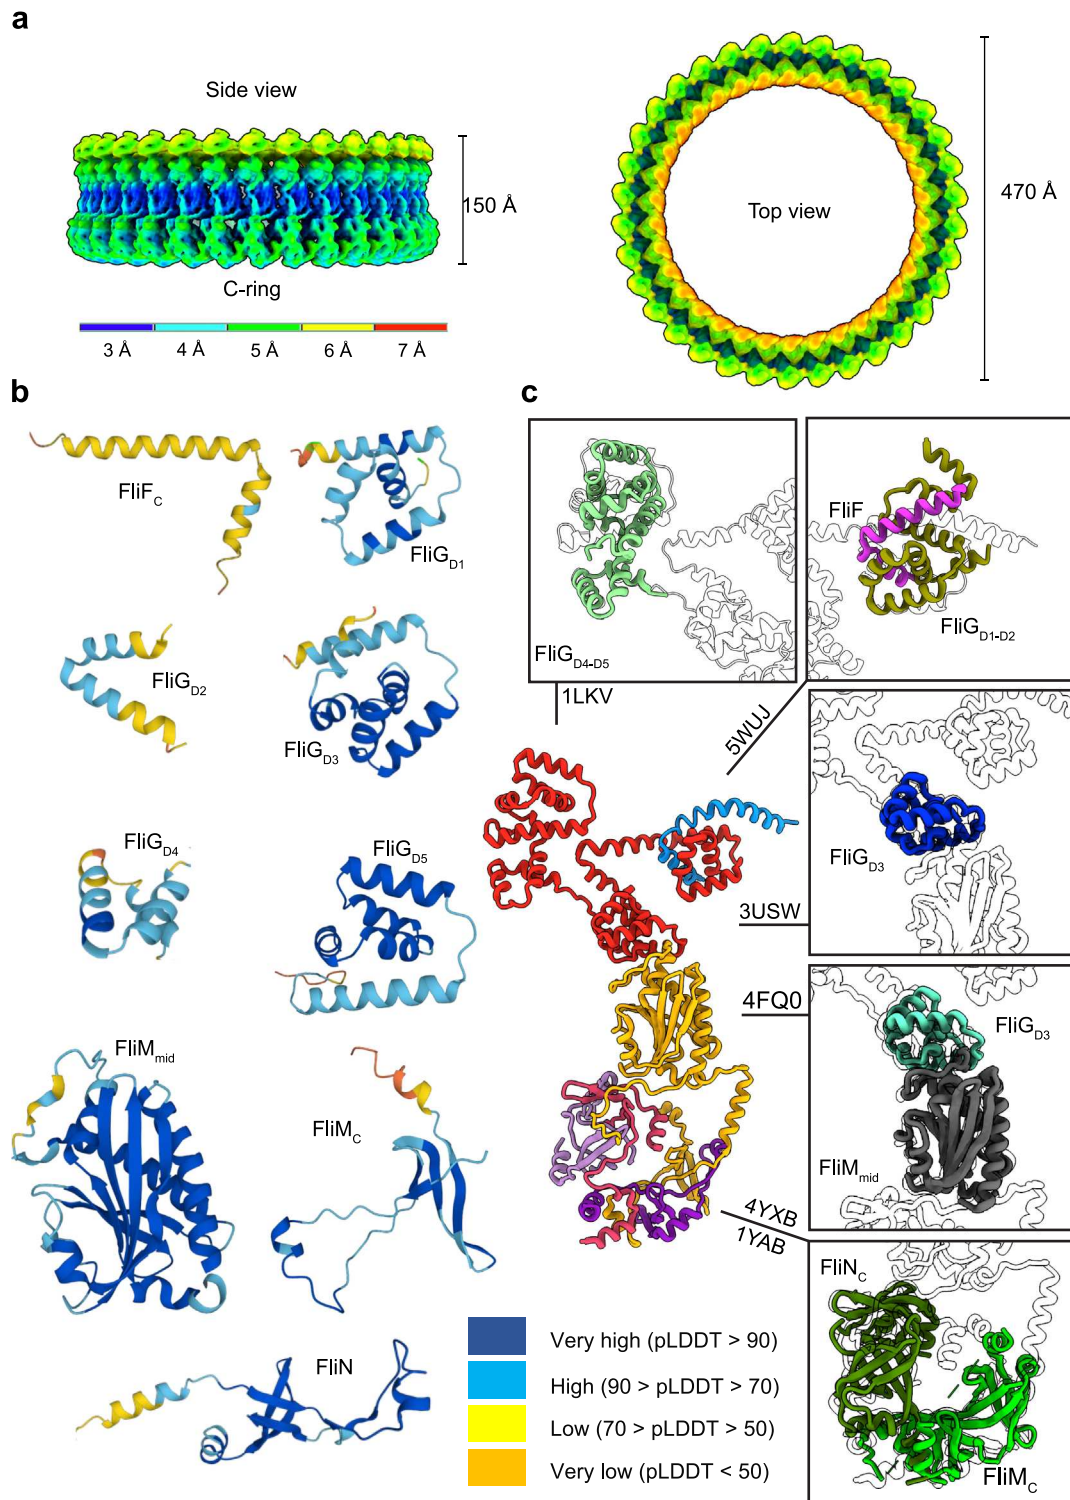 a
Side view
150 Å
C-ring
3 Å 4 Å 5 Å 6 Å 7 Å
Top view
470 Å
b
FliFC
FliGD1
FliGD2
FliGD3
FliGD4
FliGD5
FliMmid
FliMC
FliN
c
FliGD4-D5
1LKV
FliF
FliGD1-D2
5WUJ
FliGD3
3USW
4FQ0
FliGD3
FliMmid
4YXB
1YAB
FliNC
FliMC
Very high (pLDDT > 90)
High (90 > pLDDT > 70)
Low (70 > pLDDT > 50)
Very low (pLDDT < 50)